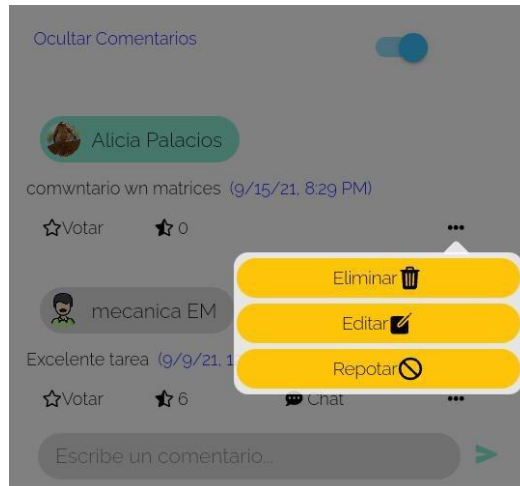 Ocultar Comentarios
Alicia Palacios
comwntario wn matrices (9/15/21, 8:29 PM)
Votar 0
Eliminar
mecanica EM
Editar
Excelente tarea (9/9/21, 1
Repotar
Votar 6 Chat
Escribe un comentario...